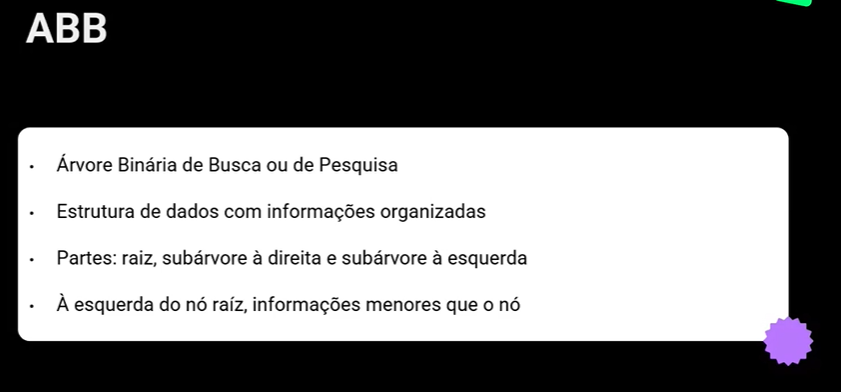 ABB
• Árvore Binária de Busca ou de Pesquisa
• Estrutura de dados com informações organizadas
• Partes: raiz, subárvore à direita e subárvore à esquerda
• À esquerda do nó raíz, informações menores que o nó